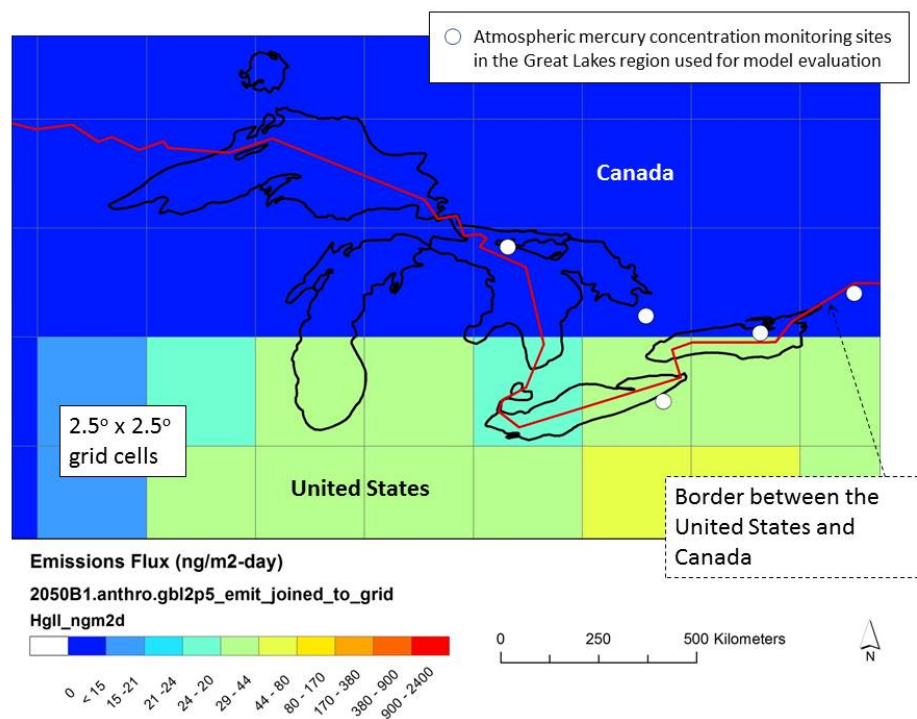 Atmospheric mercury concentration monitoring sites
in the Great Lakes region used for model evaluation
Canada
2.5° x 2.5°
grid cells
United States
Border between the
United States and
Canada
Emissions Flux (ng/m2-day)
2050B1.anthro.gbl2p5_emit_joined_to_grid
HgII_ngm2d
0
< 15
15 -21
21 -24
24 - 20
29 - 44
44 - 80
80 - 170
170 - 380
380 - 900
900 - 2400
0 250 500 Kilometers
N